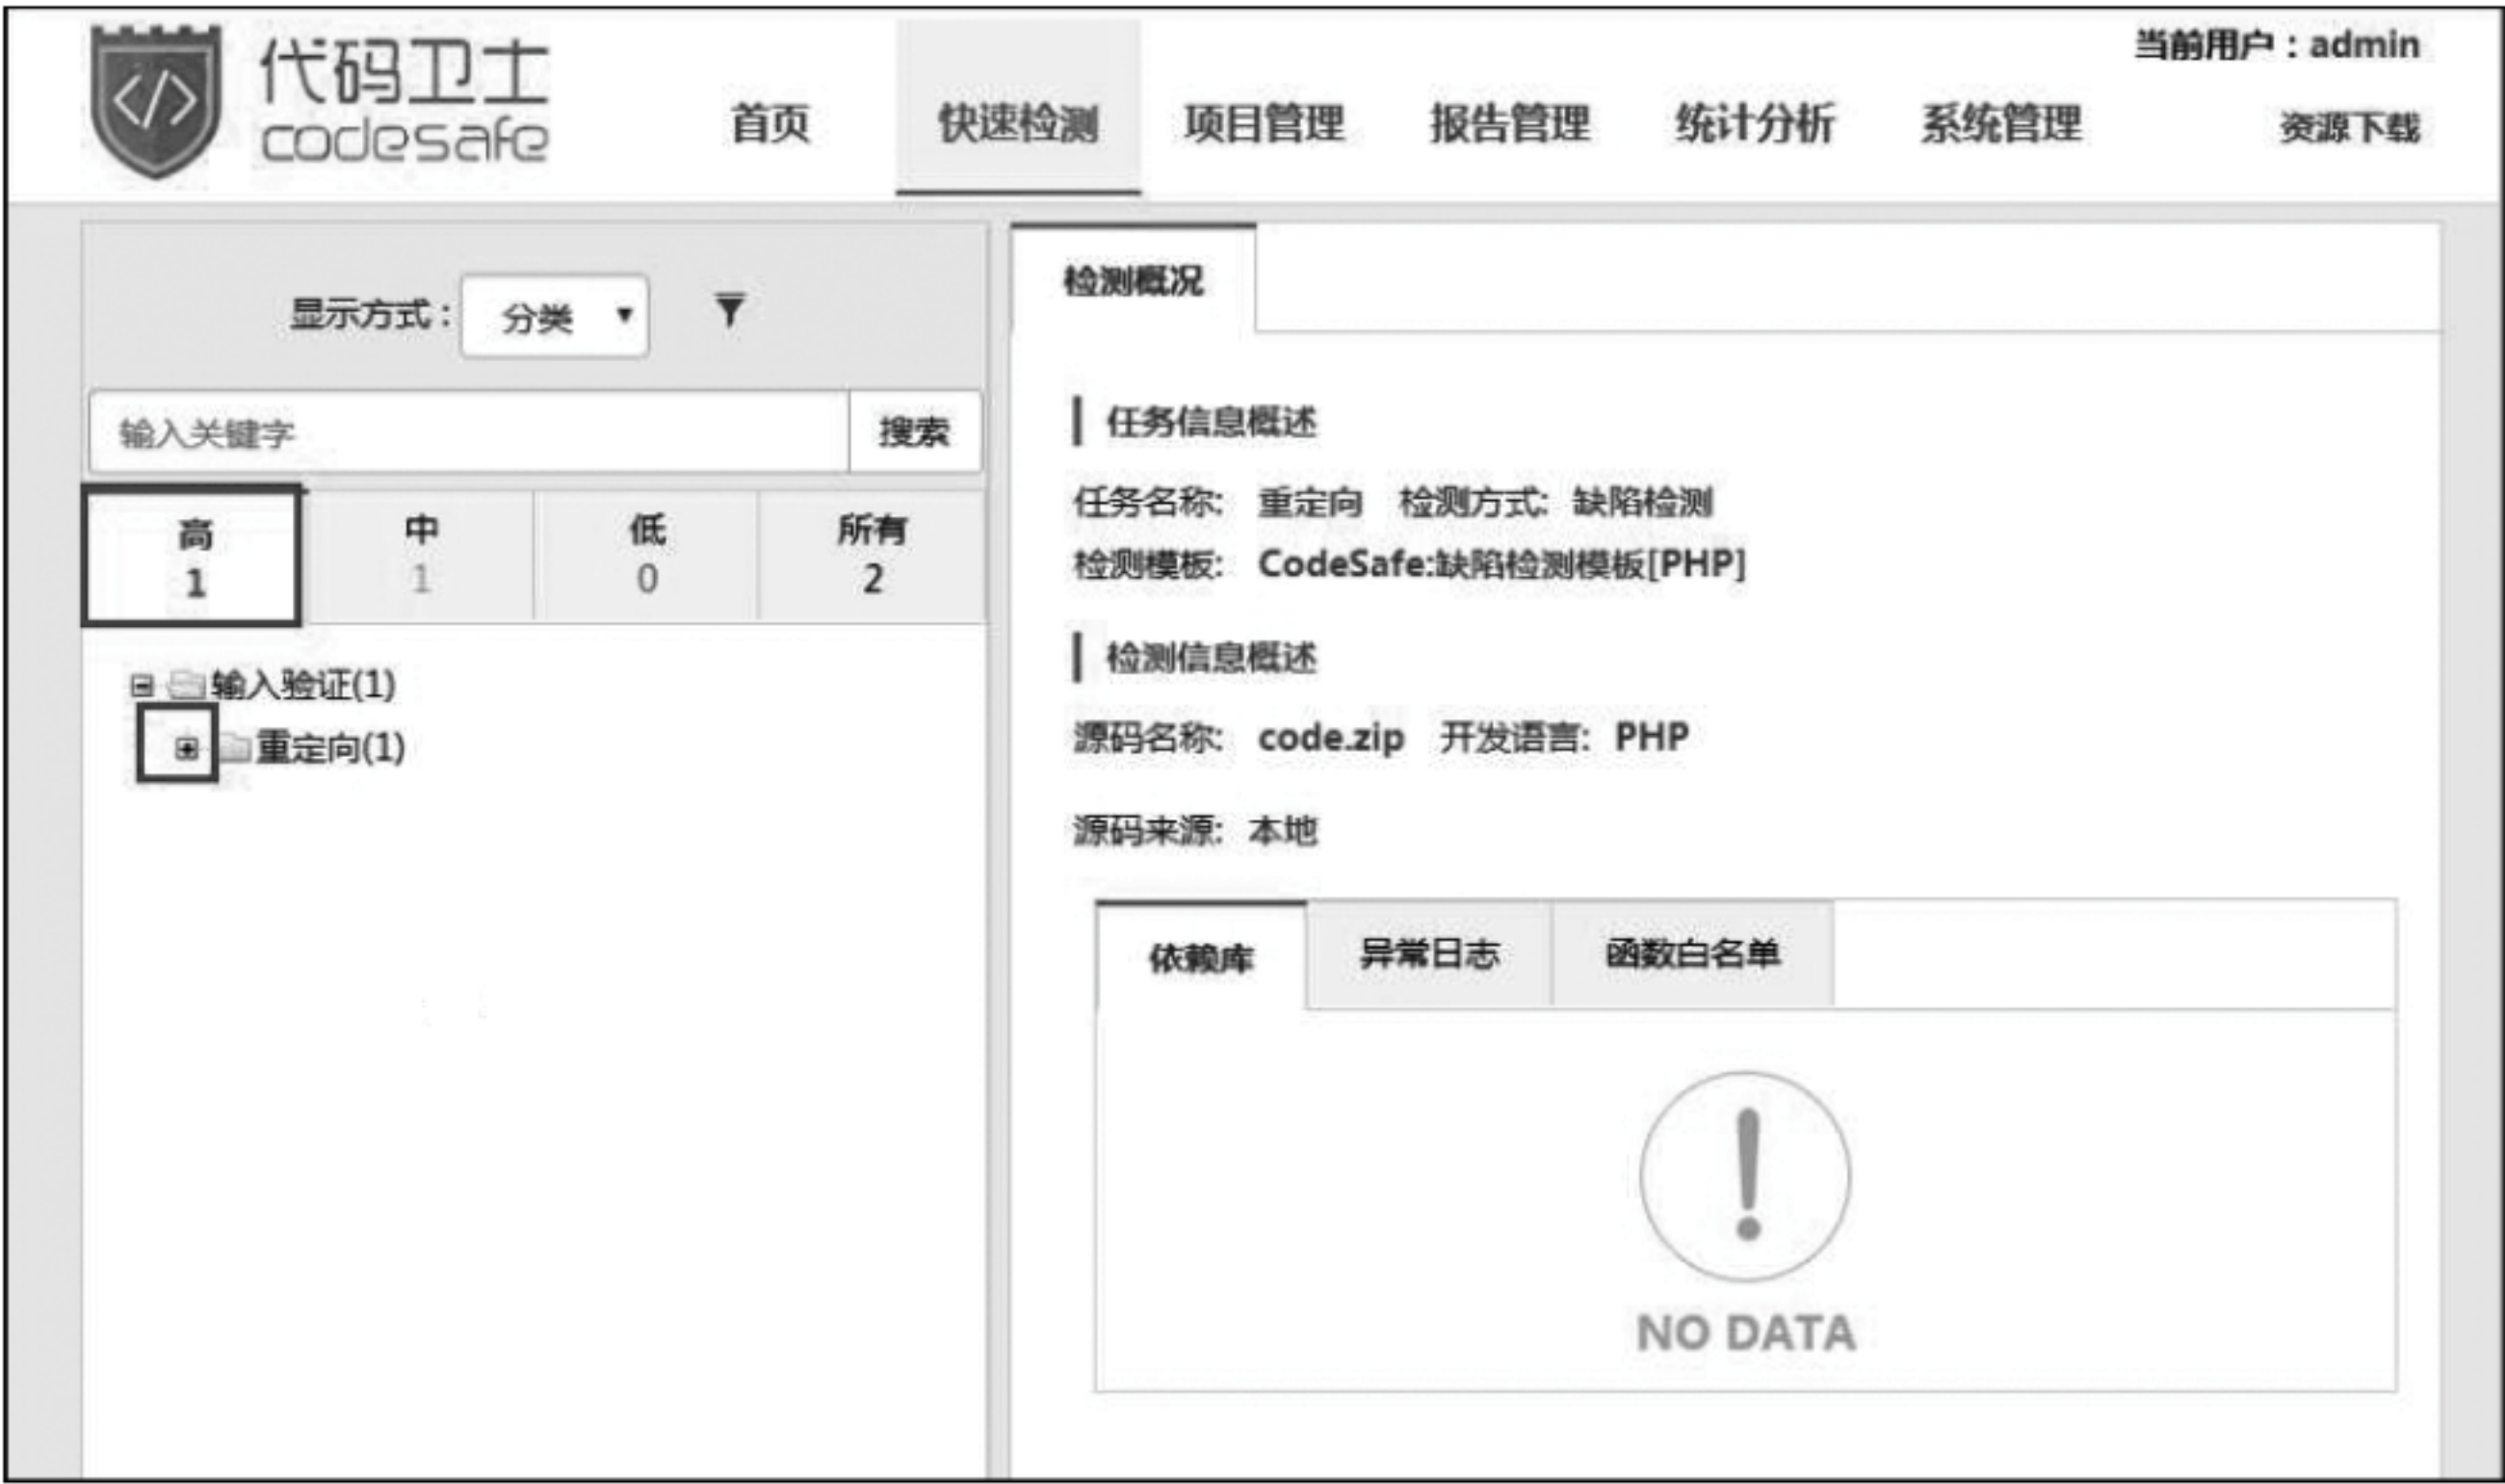 代码卫士
codesafe
当前用户：admin
首页 快速检测 项目管理 报告管理 统计分析 系统管理 资源下载
显示方式： 分类
输入关键字 搜索
高 中 低 所有
1 1 0 2
输入验证(1)
重定向(1)
检测概况
任务信息概述
任务名称: 重定向 检测方式: 缺陷检测
检测模板: CodeSafe:缺陷检测模板[PHP]
检测信息概述
源码名称: code.zip 开发语言: PHP
源码来源: 本地
依赖库 异常日志 函数白名单
NO DATA